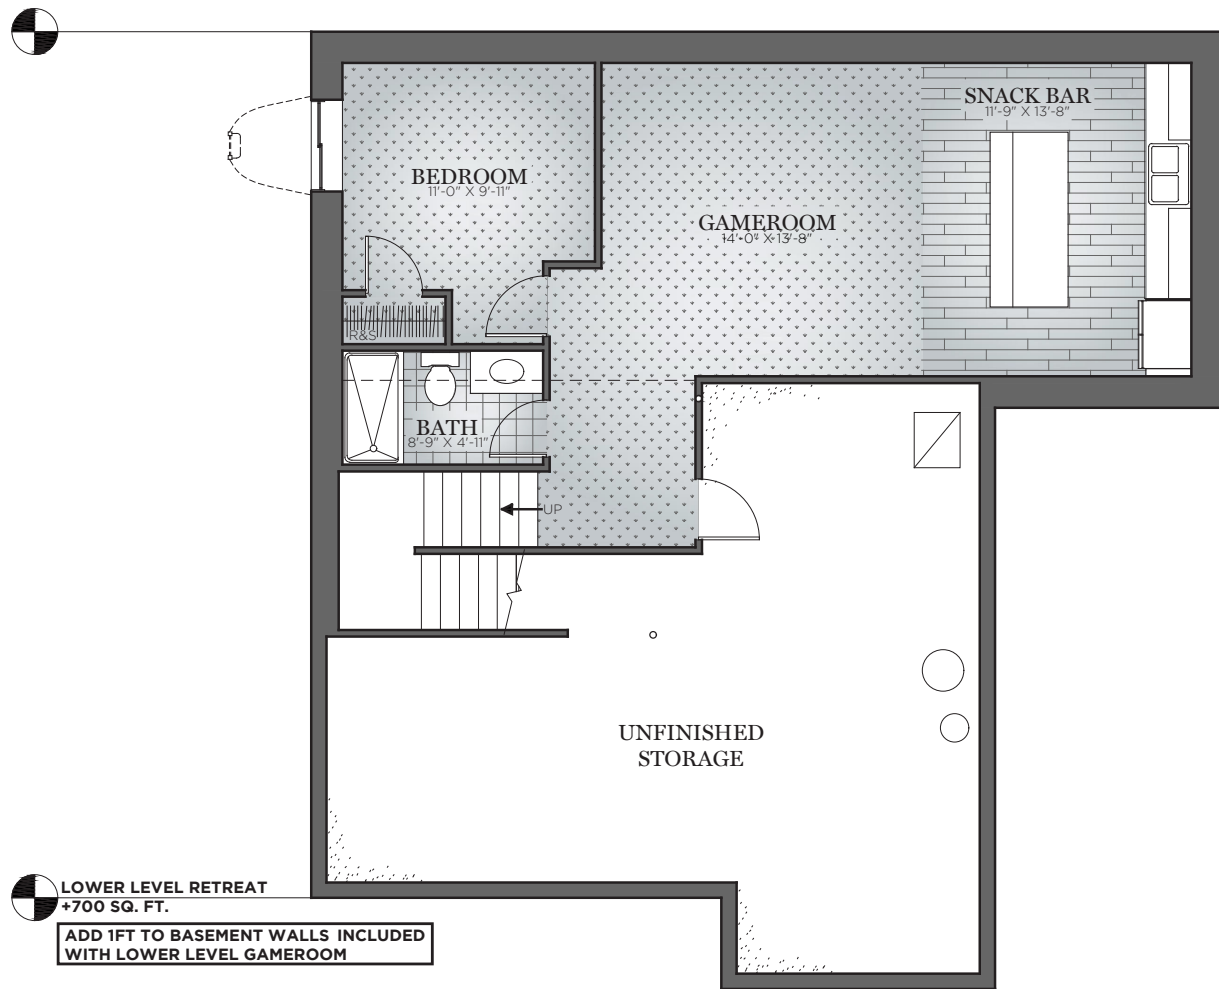 SNACK BAR
11'-9" X 13'-8"
BEDROOM
11'-0" X 9'-11"
GAMEROOM
14'-0" X 13'-8"
R&S
BATH
8'-9" X 4'-11"
UP
UNFINISHED
STORAGE
LOWER LEVEL RETREAT
+700 SQ. FT.
ADD 1FT TO BASEMENT WALLS INCLUDED
WITH LOWER LEVEL GAMEROOM